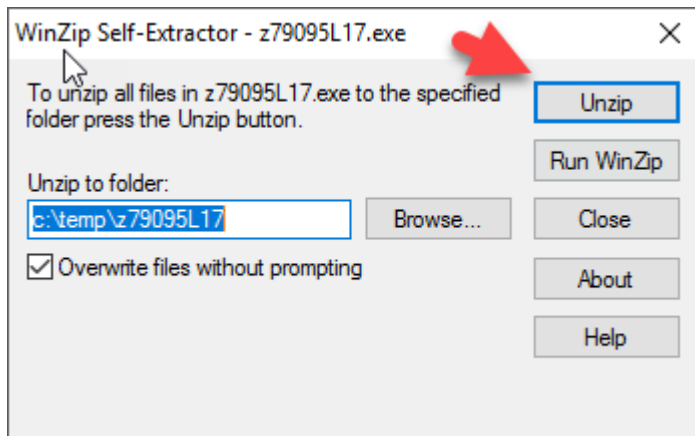 WinZip Self-Extractor - z79095L17.exe
To unzip all files in z79095L17.exe to the specified
folder press the Unzip button.
Unzip to folder:
c:\temp\z79095L17
Browse...
Overwrite files without prompting
Unzip
Run WinZip
Close
About
Help